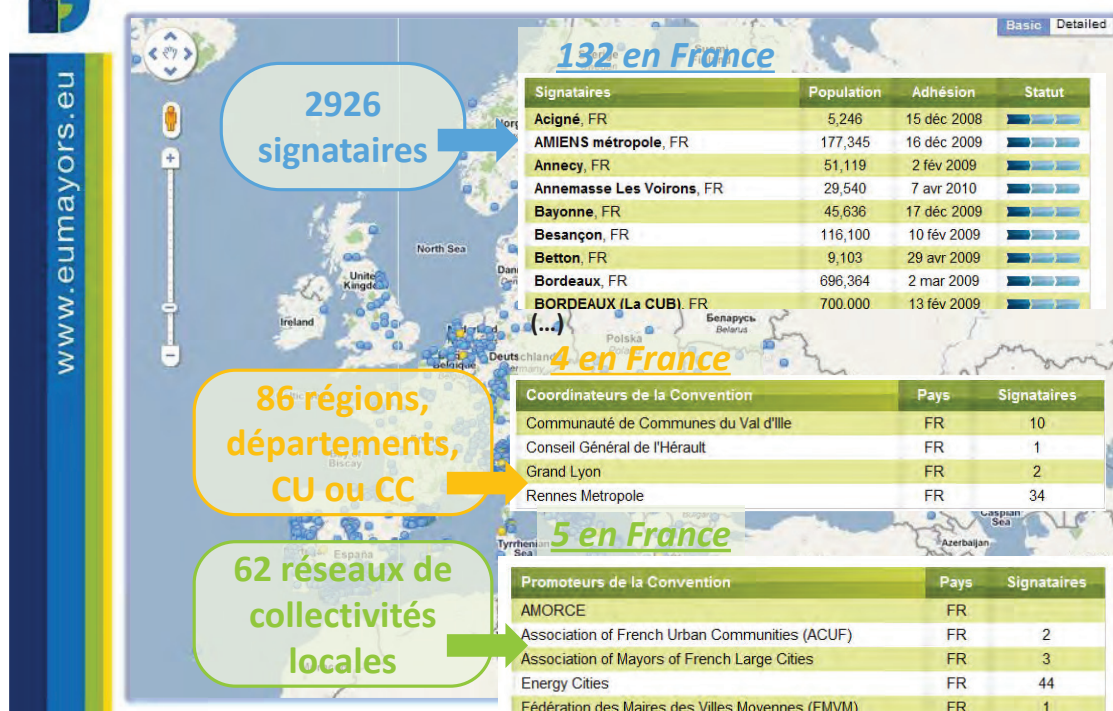 www.eumayors.eu
Basic Detailed
132 en France
2926
signataires
Signataires Population Adhésion Statut
Acigné, FR 5,246 15 déc 2008
AMIENS métropole, FR 177,345 16 déc 2009
Annecy, FR 51,119 2 fév 2009
Annemasse Les Voirons, FR 29,540 7 avr 2010
Bayonne, FR 45,636 17 déc 2009
Besançon, FR 116,100 10 fév 2009
Betton, FR 9,103 29 avr 2009
Bordeaux, FR 696,364 2 mar 2009
BORDEAUX (La CUB), FR 700,000 13 fév 2009
(...)
North Sea
United
Kingdo
Ireland
Беларусь
Belarus
Polska
Deutschland
Belgique
4 en France
86 régions,
départements,
CU ou CC
Biscay
Coordinateurs de la Convention Pays Signataires
Communauté de Communes du Val d'Ille FR 10
Conseil Général de l'Hérault FR 1
Grand Lyon FR 2
Rennes Metropole FR 34
Caspian
Sea
Azerbaijan
Tyrrhenian
Sea
España
5 en France
62 réseaux de
collectivités
locales
Promoteurs de la Convention Pays Signataires
AMORCE FR
Association of French Urban Communities (ACUF) FR 2
Association of Mayors of French Large Cities FR 3
Energy Cities FR 44
Fédération des Maires des Villes Moyennes (FMVM) FR 1